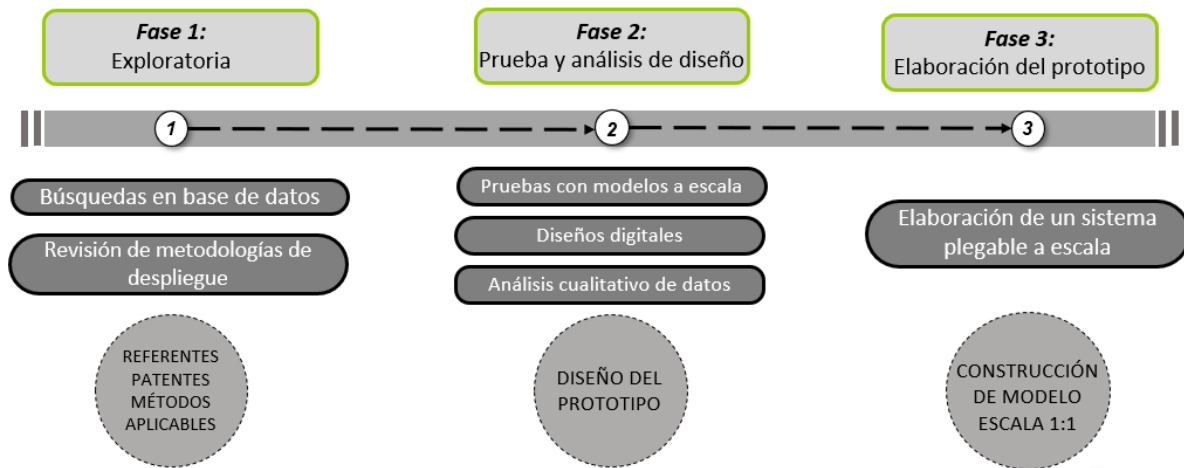 Fase 1:
Exploratoria
Fase 2:
Prueba y análisis de diseño
Fase 3:
Elaboración del prototipo
1
2
3
Búsquedas en base de datos
Revisión de metodologías de
despliegue
Pruebas con modelos a escala
Diseños digitales
Análisis cualitativo de datos
Elaboración de un sistema
plegable a escala
REFERENTES
PATENTES
MÉTODOS
APLICABLES
DISEÑO DEL
PROTOTIPO
CONSTRUCCIÓN
DE MODELO
ESCALA 1:1